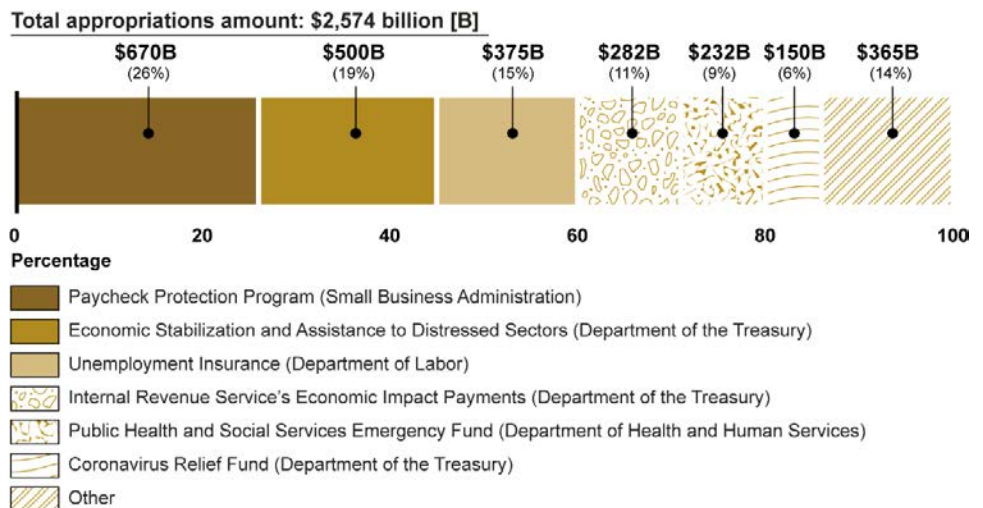 Total appropriations amount: $2,574 billion [B]
$670B $500B $375B $282B $232B $150B $365B
(26%) (19%) (15%) (11%) (9%) (6%) (14%)
0 20 40 60 80 100
Percentage
Paycheck Protection Program (Small Business Administration)
Economic Stabilization and Assistance to Distressed Sectors (Department of the Treasury)
Unemployment Insurance (Department of Labor)
Internal Revenue Service's Economic Impact Payments (Department of the Treasury)
Public Health and Social Services Emergency Fund (Department of Health and Human Services)
Coronavirus Relief Fund (Department of the Treasury)
Other